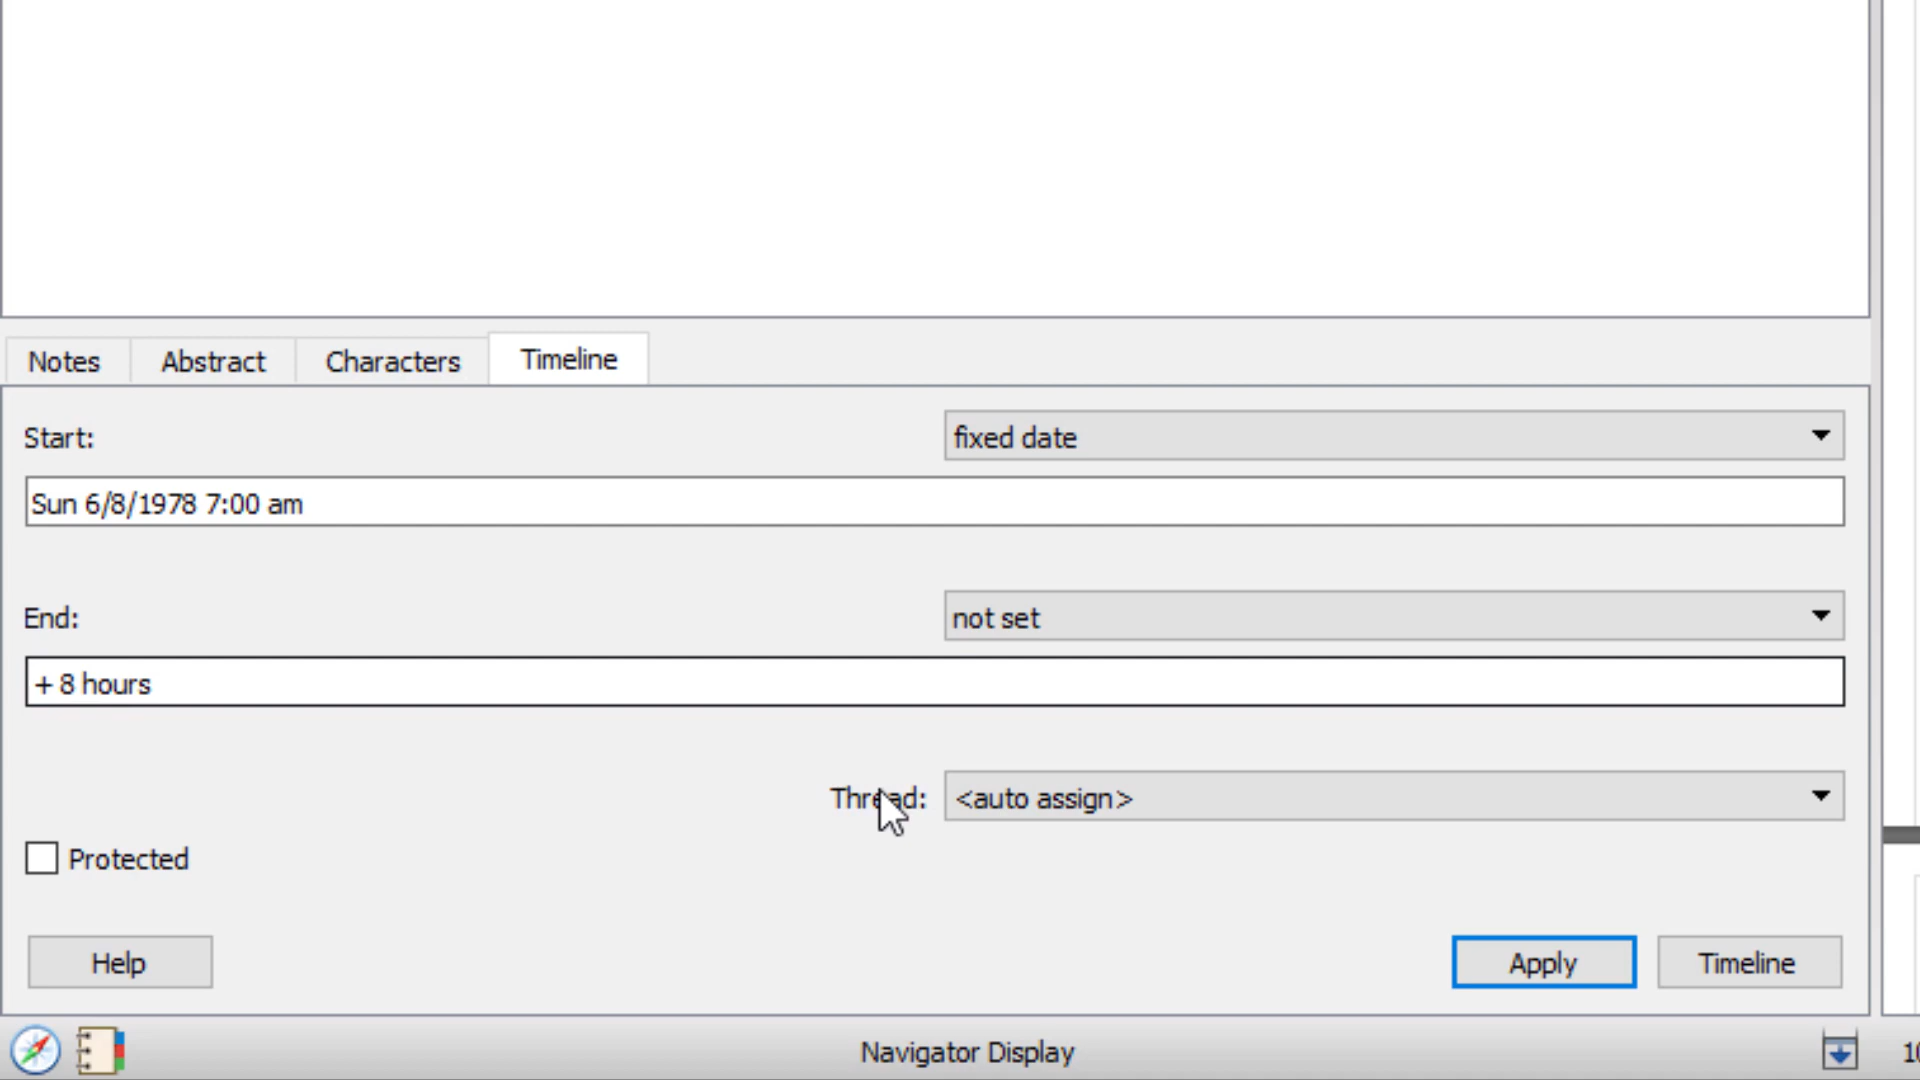 Notes Abstract Characters Timeline
Start: fixed date
Sun 6/8/1978 7:00 am
End: not set
+ 8 hours
Thread: <auto assign>
Protected
Help Apply Timeline
Navigator Display